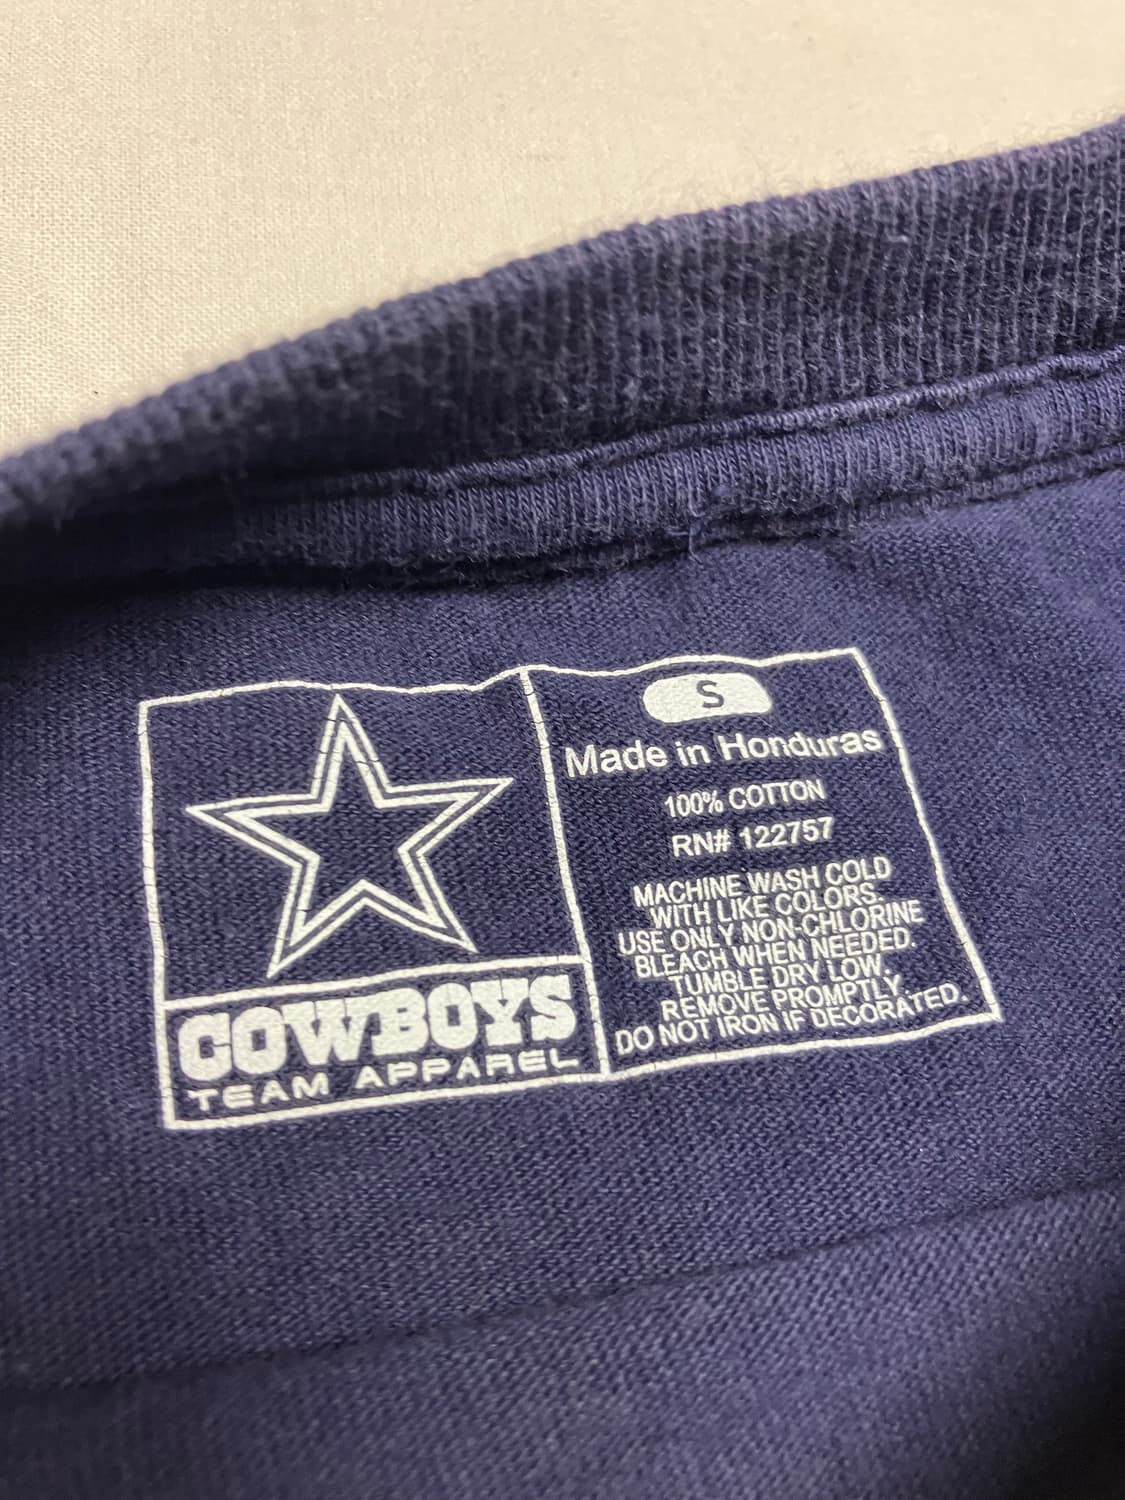 COWBOYS
TEAM APPAREL
S
Made in Honduras
100% COTTON
RN# 122757
MACHINE WASH COLD
WITH LIKE COLORS.
USE ONLY NON-CHLORINE
BLEACH WHEN NEEDED.
TUMBLE DRY LOW.
REMOVE PROMPTLY.
DO NOT IRON IF DECORATED.